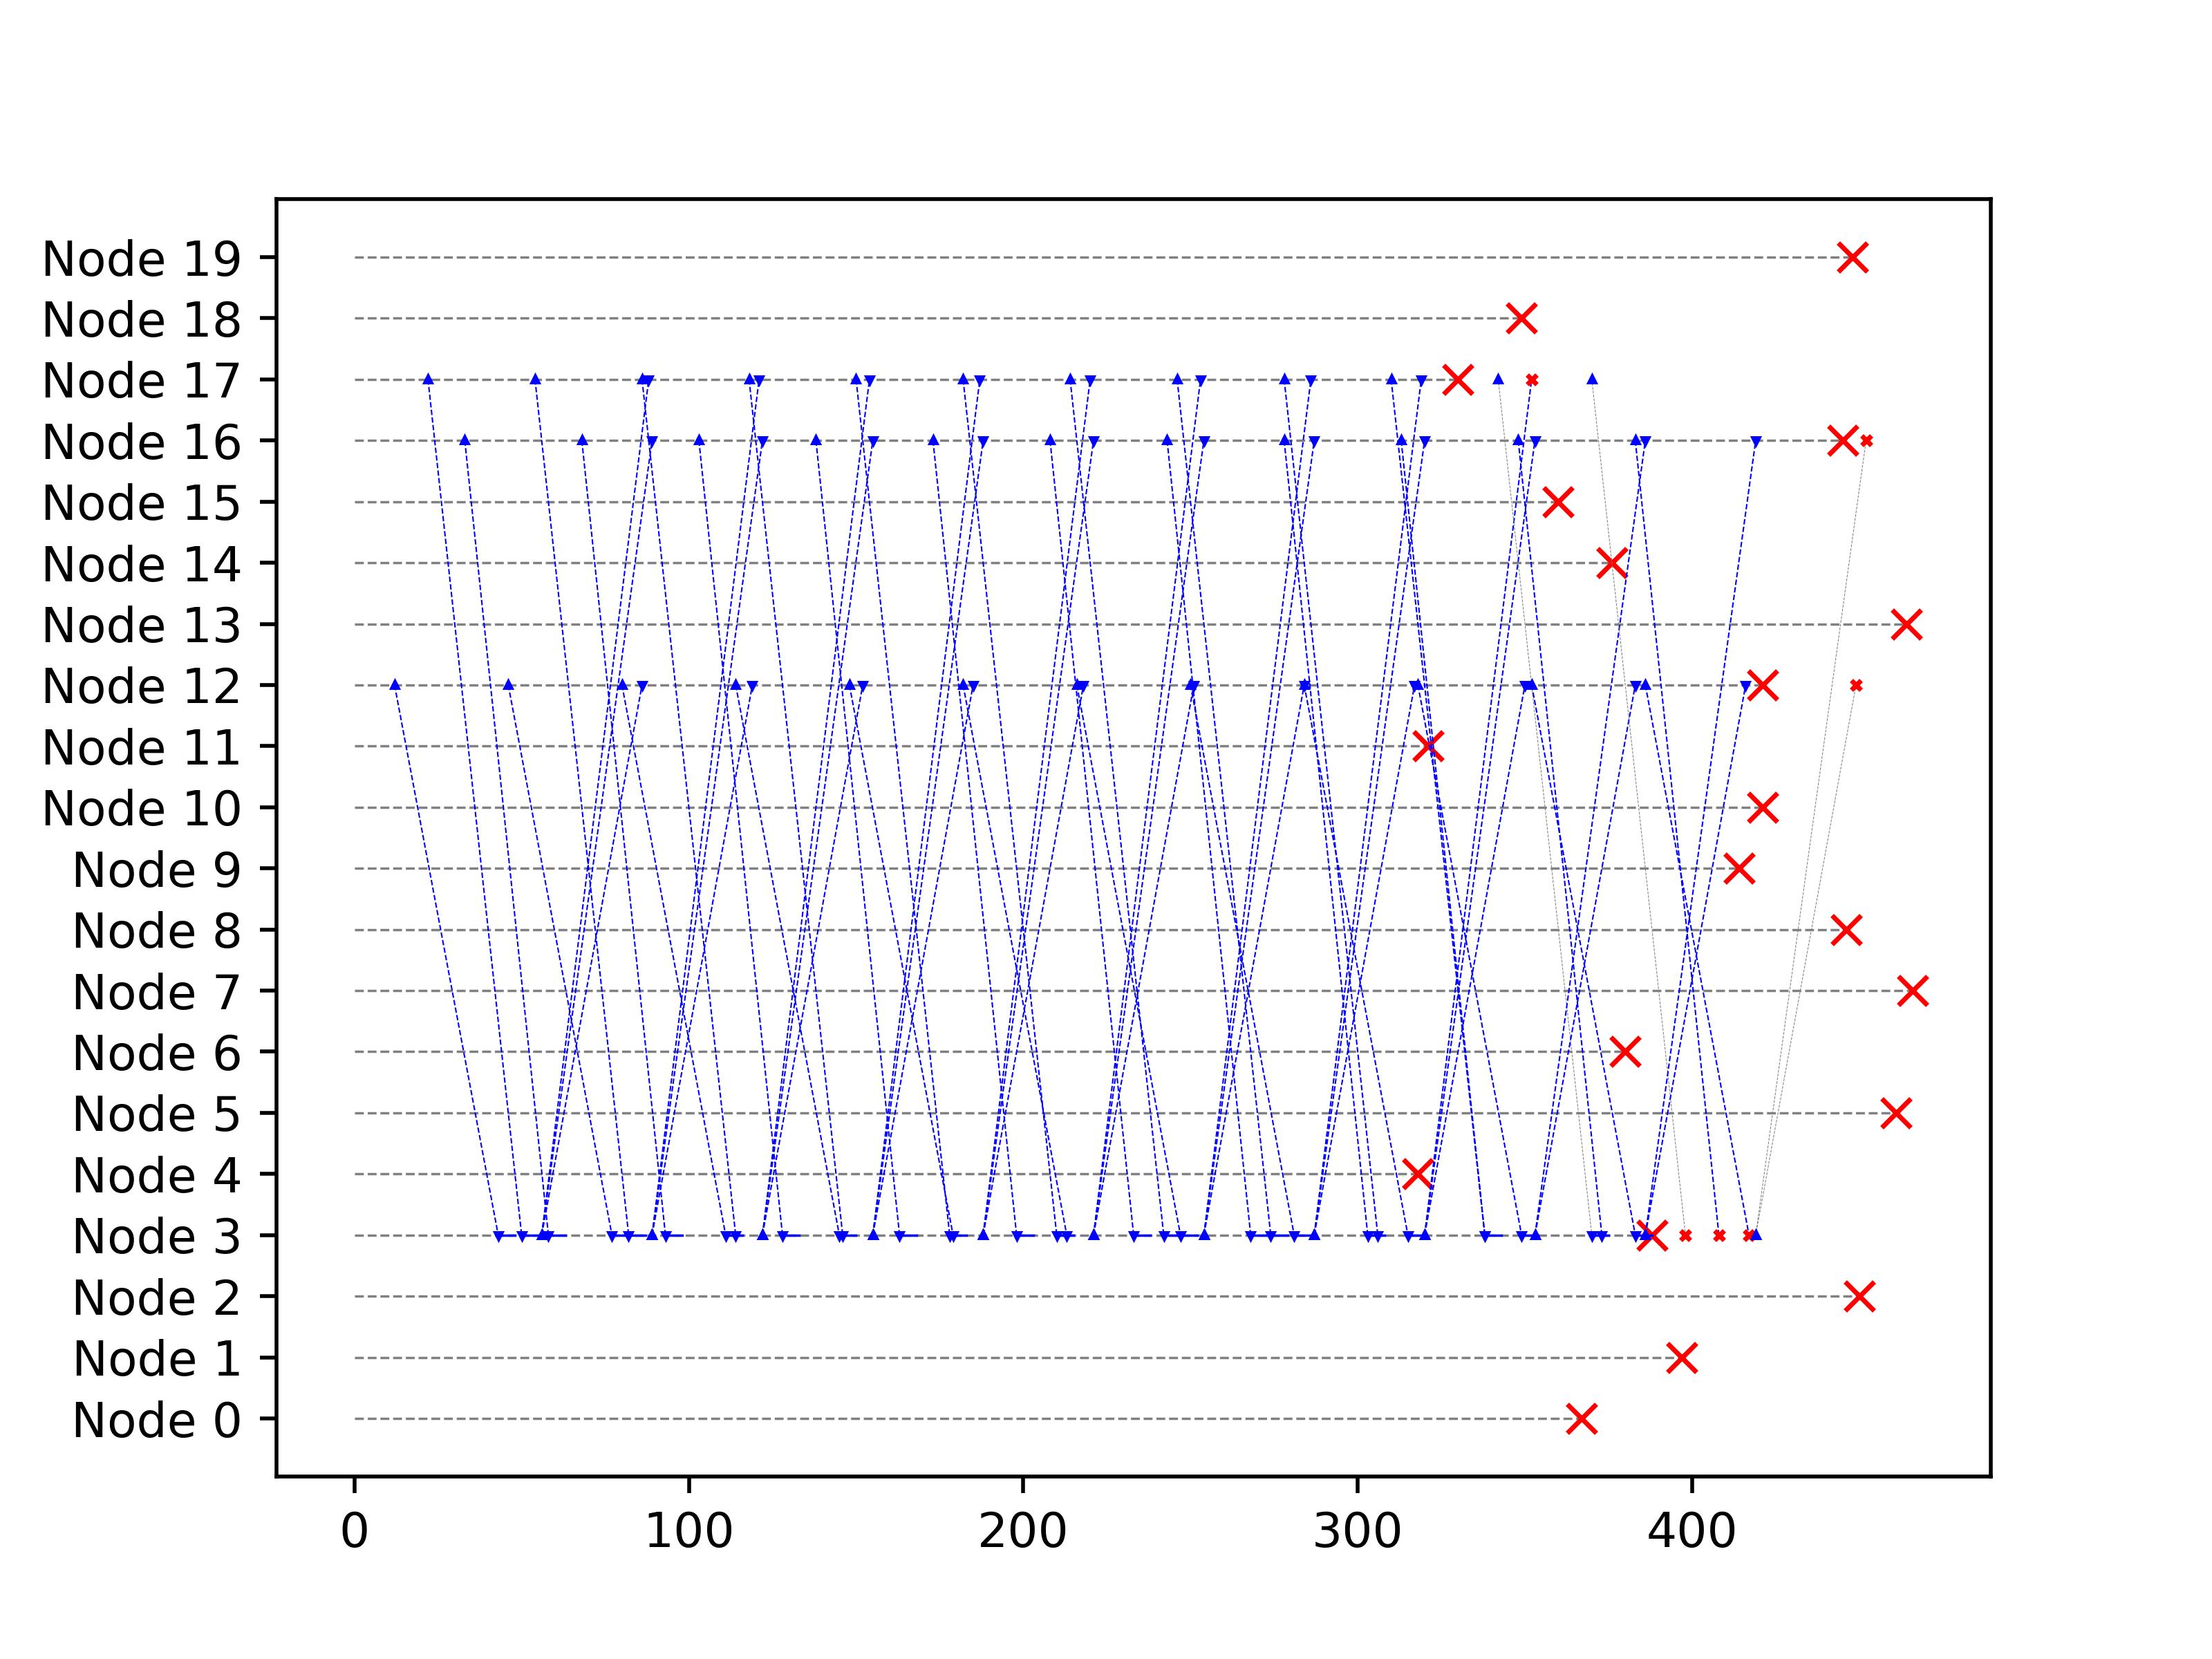 Node 19
Node 18
Node 17
Node 16
Node 15
Node 14
Node 13
Node 12
Node 11
Node 10
Node 9
Node 8
Node 7
Node 6
Node 5
Node 4
Node 3
Node 2
Node 1
Node 0
0 100 200 300 400